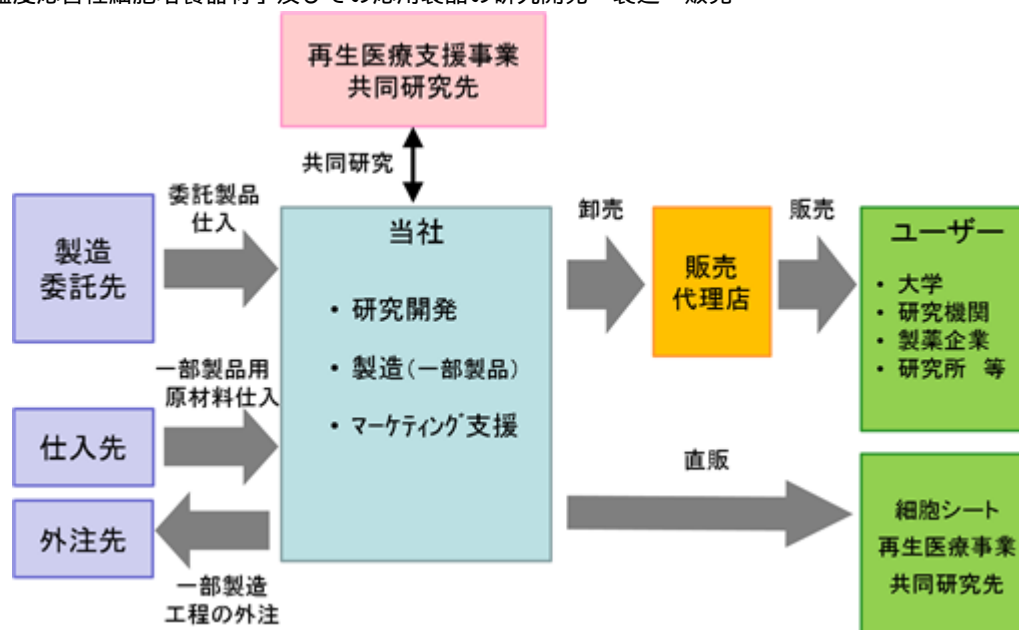 再生医療支援事業
共同研究先
共同研究
委託製品
仕入
製造
委託先
当社
・研究開発
・製造(一部製品)
・ﾏｰｹﾃｨﾝｸﾞ支援
卸売
販売
代理店
販売
ユーザー
・大学
・研究機関
・製薬企業
・研究所 等
一部製品用
原材料仕入
仕入先
外注先
一部製造
工程の外注
直販
細胞シート
再生医療事業
共同研究先